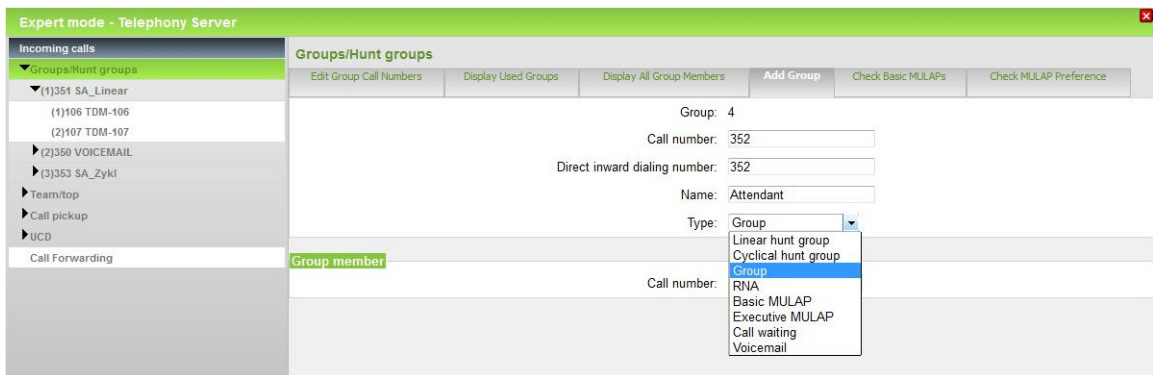 Expert mode - Telephony Server
Incoming calls
Groups/Hunt groups
(1)351 SA_Linear
(1)106 TDM-106
(2)107 TDM-107
(2)350 VOICEMAIL
(3)353 SA_Zykl
Team/top
Call pickup
UCD
Call Forwarding
Groups/Hunt groups
Edit Group Call Numbers Display Used Groups Display All Group Members Add Group Check Basic MULAPs Check MULAP Preference
Group: 4
Call number: 352
Direct inward dialing number: 352
Name: Attendant
Type: Group
Linear hunt group
Cyclical hunt group
Group
RNA
Basic MULAP
Executive MULAP
Call waiting
Voicemail
Group member
Call number: